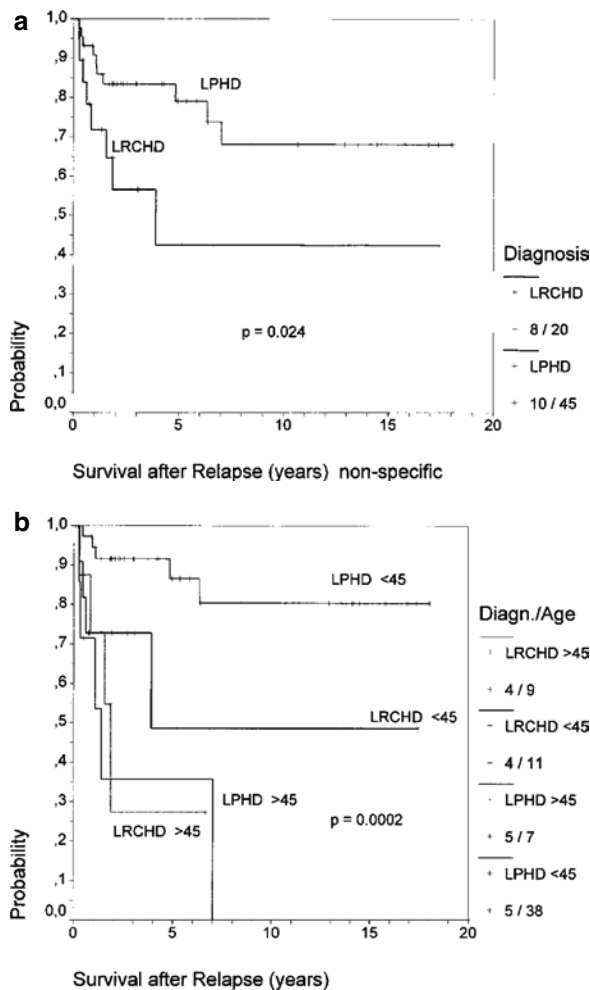 a
1,0
,9
,8
,7
,6
,5
,4
,3
,2
,1
0,0
Probability
LPHD
LRCHD
p = 0.024
0 5 10 15 20
Survival after Relapse (years) non-specific
Diagnosis
LRCHD
8 / 20
LPHD
10 / 45
b
1,0
,9
,8
,7
,6
,5
,4
,3
,2
,1
0,0
Probability
LPHD <45
LRCHD <45
LPHD >45
LRCHD >45
p = 0.0002
0 5 10 15 20
Survival after Relapse (years)
Diagn./Age
LRCHD >45
4 / 9
LRCHD <45
4 / 11
LPHD >45
5 / 7
LPHD <45
5 / 38